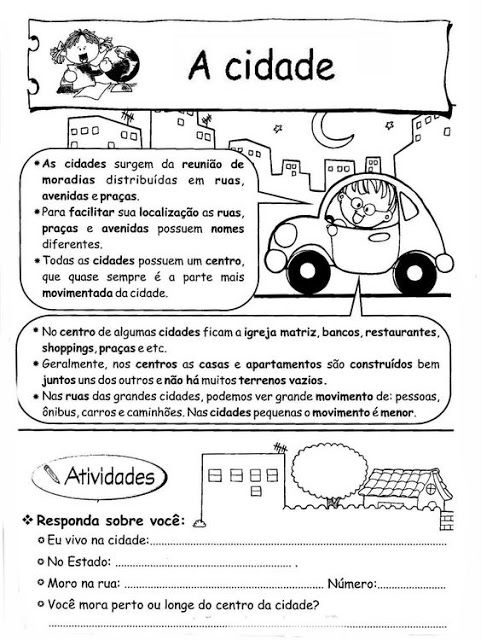 A cidade
* As cidades surgem da reunião de
moradias distribuídas em ruas,
avenidas e praças.
* Para facilitar sua localização as ruas,
praças e avenidas possuem nomes
diferentes.
* Todas as cidades possuem um centro,
que quase sempre é a parte mais
movimentada da cidade.
* No centro de algumas cidades ficam a igreja matriz, bancos, restaurantes,
shoppings, praças e etc.
* Geralmente, nos centros as casas e apartamentos são construídos bem
juntos uns dos outros e não há muitos terrenos vazios.
* Nas ruas das grandes cidades, podemos ver grande movimento de: pessoas,
ônibus, carros e caminhões. Nas cidades pequenas o movimento é menor.
Atividades
❖ Responda sobre você:
Eu vivo na cidade:
No Estado: .
Moro na rua: Número:
Você mora perto ou longe do centro da cidade?